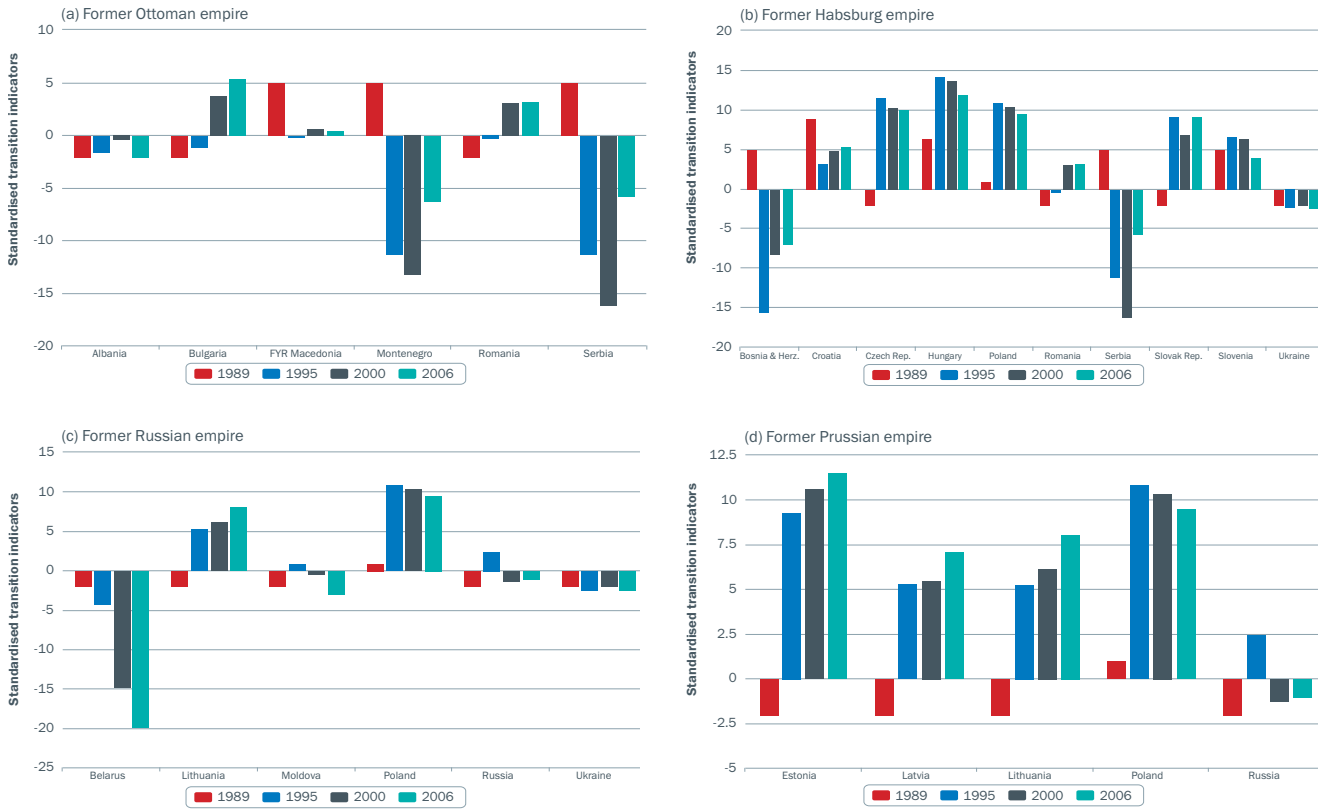 (a) Former Ottoman empire
Standardised transition indicators
10
5
0
-5
-10
-15
-20
Albania Bulgaria FYR Macedonia Montenegro Romania Serbia
1989 1995 2000 2006
(b) Former Habsburg empire
Standardised transition indicators
20
15
10
5
0
-5
-10
-15
-20
Bosnia & Herz. Croatia Czech Rep. Hungary Poland Romania Serbia Slovak Rep. Slovenia Ukraine
1989 1995 2000 2006
(c) Former Russian empire
Standardised transition indicators
15
10
5
0
-5
-10
-15
-20
-25
Belarus Lithuania Moldova Poland Russia Ukraine
1989 1995 2000 2006
(d) Former Prussian empire
Standardised transition indicators
12.5
10
7.5
5
2.5
0
-2.5
-5
Estonia Latvia Lithuania Poland Russia
1989 1995 2000 2006